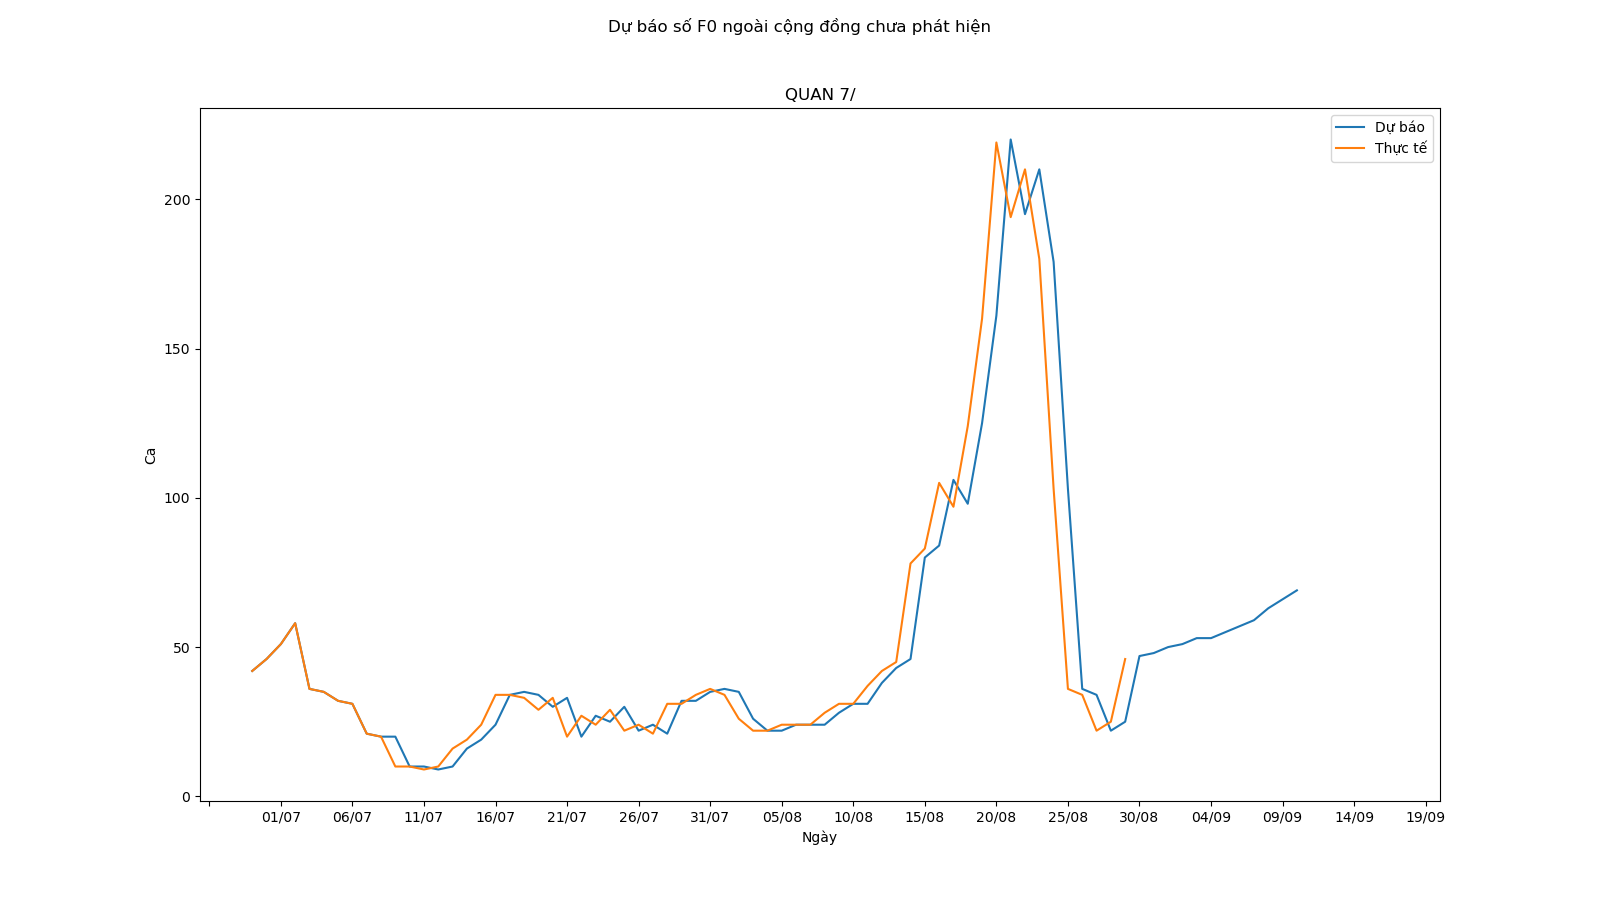 Dự báo số F0 ngoài cộng đồng chưa phát hiện
QUAN 7/
Dự báo
Thực tế
200
150
100
50
0
Ca
01/07 06/07 11/07 16/07 21/07 26/07 31/07 05/08 10/08 15/08 20/08 25/08 30/08 04/09 09/09 14/09 19/09
Ngày